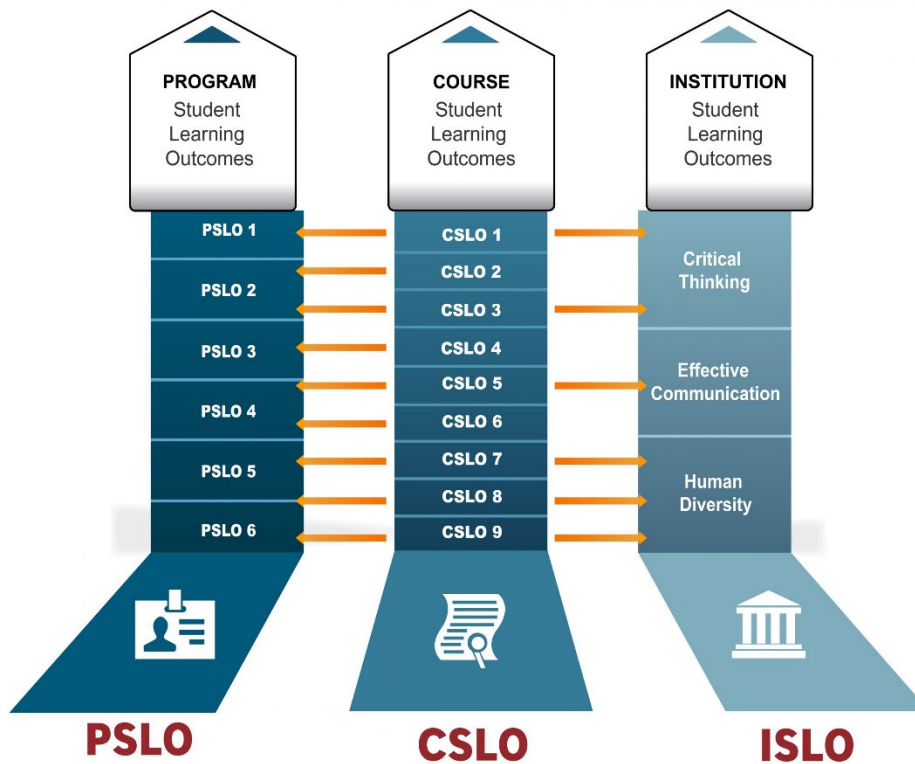 PROGRAM
Student
Learning
Outcomes
COURSE
Student
Learning
Outcomes
INSTITUTION
Student
Learning
Outcomes
PSLO 1
PSLO 2
PSLO 3
PSLO 4
PSLO 5
PSLO 6
CSLO 1
CSLO 2
CSLO 3
CSLO 4
CSLO 5
CSLO 6
CSLO 7
CSLO 8
CSLO 9
Critical
Thinking
Effective
Communication
Human
Diversity
PSLO
CSLO
ISLO